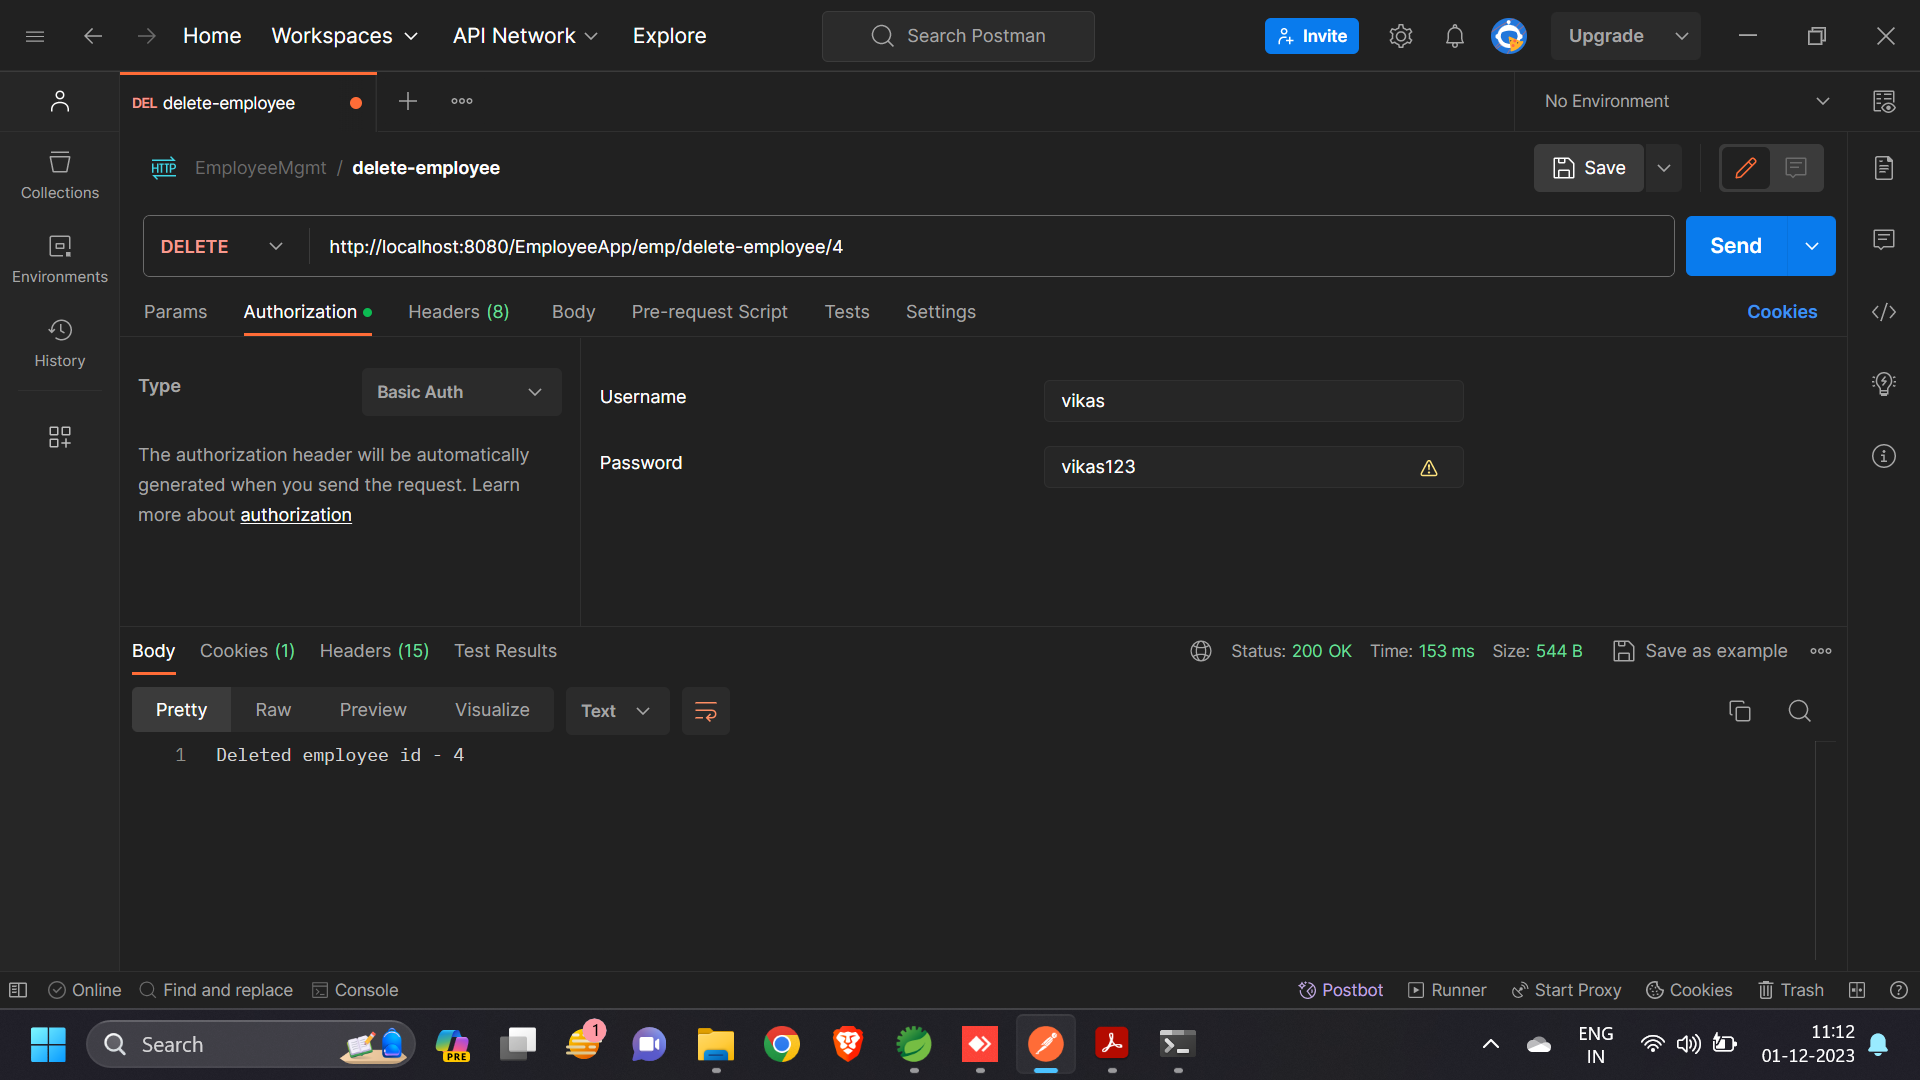 Home Workspaces API Network Explore Search Postman Invite Upgrade
DEL delete-employee No Environment
HTTP EmployeeMgmt / delete-employee Save
Collections
DELETE http://localhost:8080/EmployeeApp/emp/delete-employee/4 Send
Environments
Params Authorization Headers (8) Body Pre-request Script Tests Settings Cookies
History
Type Basic Auth
The authorization header will be automatically
generated when you send the request. Learn
more about authorization
Username vikas
Password vikas123
Body Cookies (1) Headers (15) Test Results Status: 200 OK Time: 153 ms Size: 544 B Save as example
Pretty Raw Preview Visualize Text
1 Deleted employee id - 4
Online Find and replace Console Postbot Runner Start Proxy Cookies Trash
Search PRE 1 ENG
IN
11:12
01-12-2023